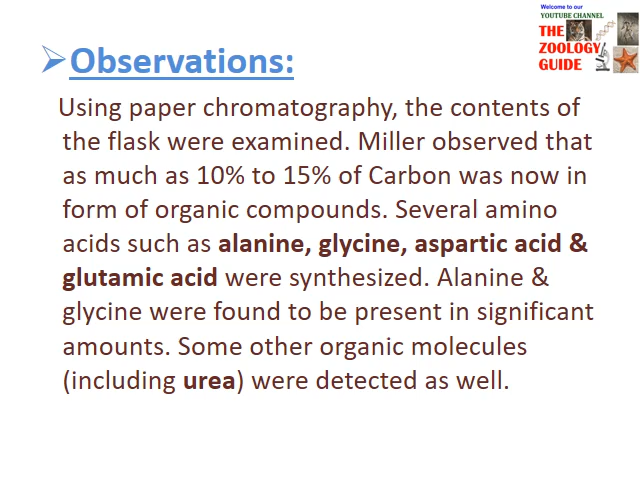 Welcome to our
YOUTUBE CHANNEL
THE
ZOOLOGY
GUIDE
Observations:
Using paper chromatography, the contents of
the flask were examined. Miller observed that
as much as 10% to 15% of Carbon was now in
form of organic compounds. Several amino
acids such as alanine, glycine, aspartic acid &
glutamic acid were synthesized. Alanine &
glycine were found to be present in significant
amounts. Some other organic molecules
(including urea) were detected as well.